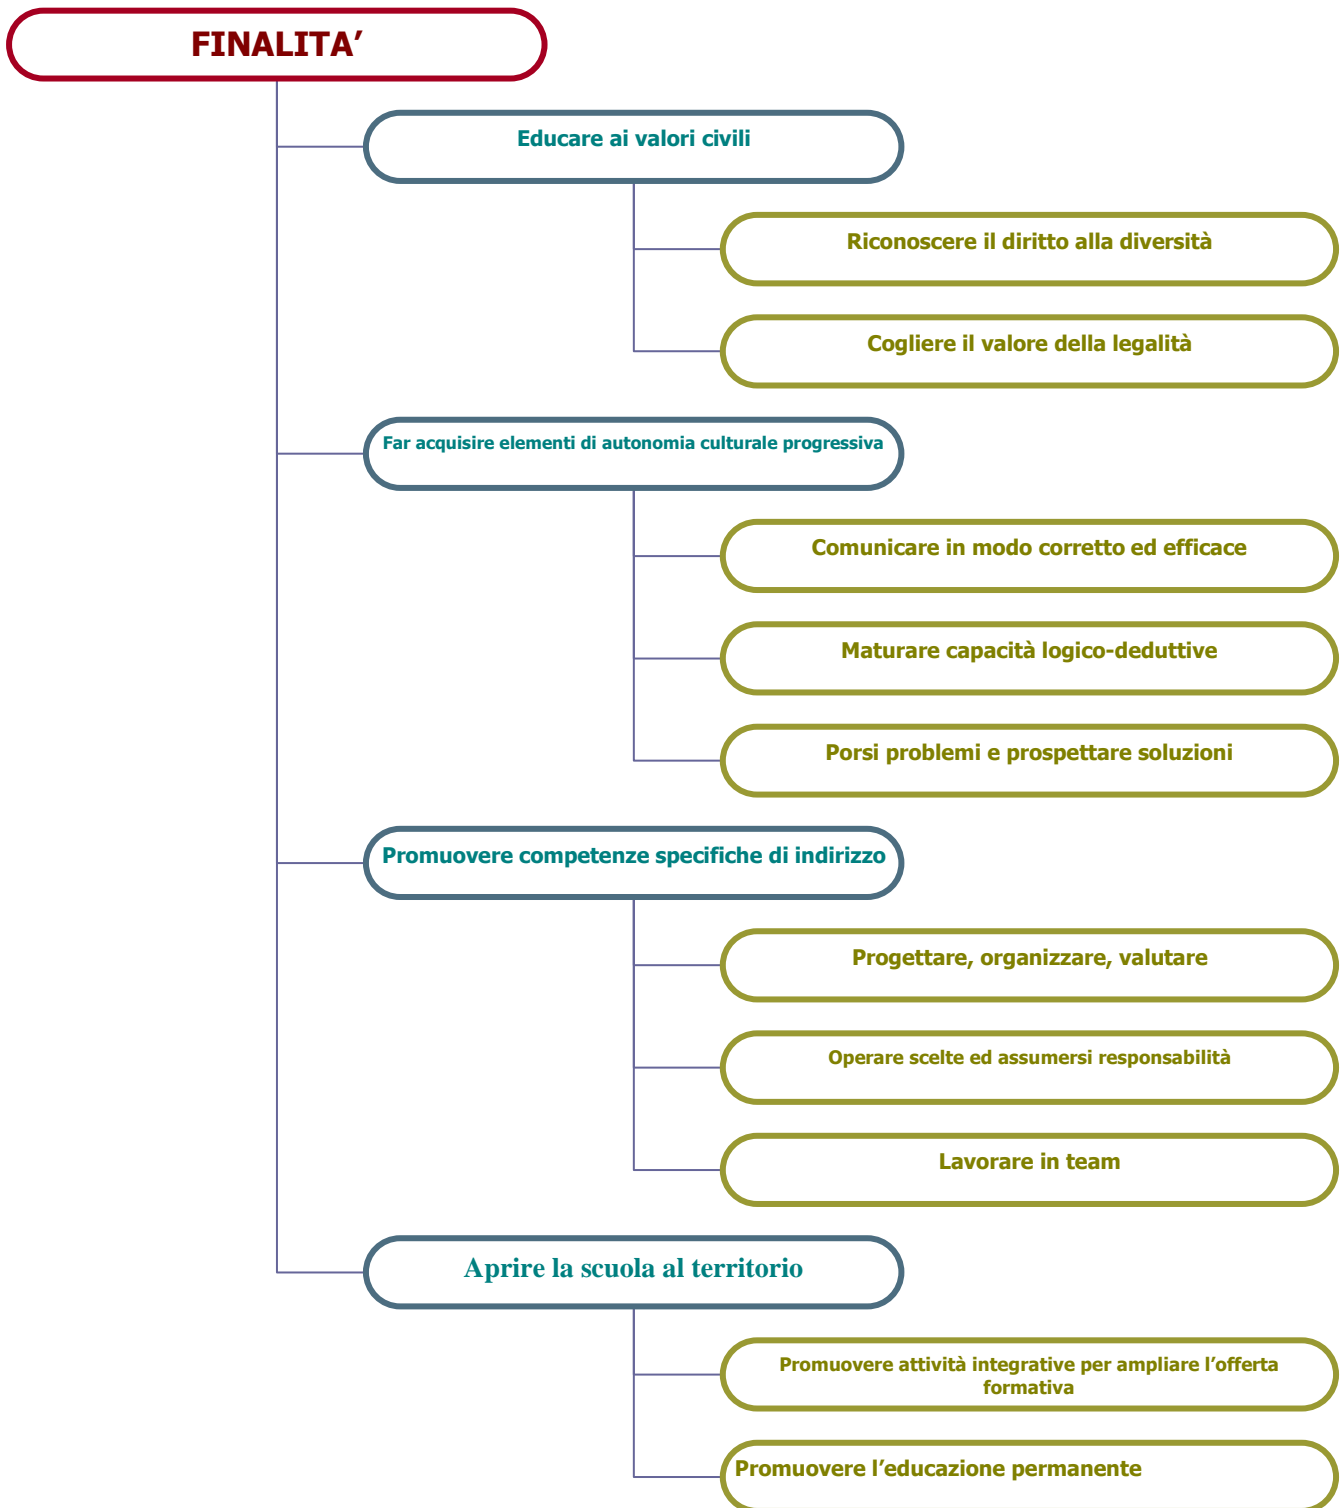 FINALITA’
Educare ai valori civili
Riconoscere il diritto alla diversità
Cogliere il valore della legalità
Far acquisire elementi di autonomia culturale progressiva
Comunicare in modo corretto ed efficace
Maturare capacità logico-deduttive
Porsi problemi e prospettare soluzioni
Promuovere competenze specifiche di indirizzo
Progettare, organizzare, valutare
Operare scelte ed assumersi responsabilità
Lavorare in team
Aprire la scuola al territorio
Promuovere attività integrative per ampliare l’offerta
formativa
Promuovere l’educazione permanente